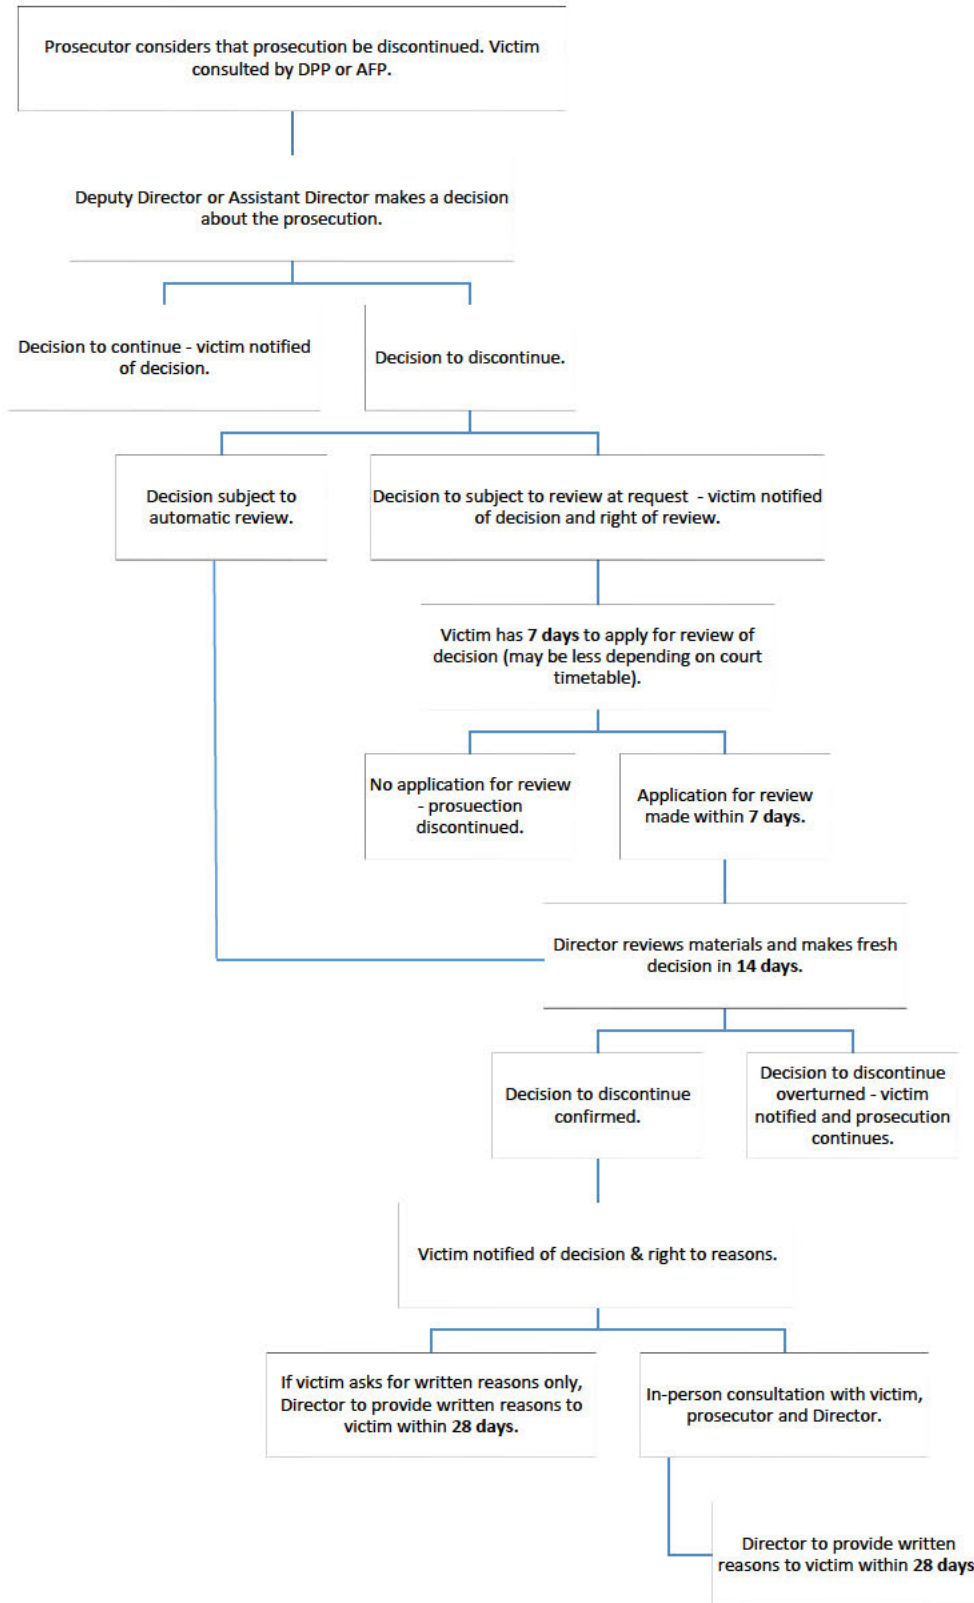 Prosecutor considers that prosecution be discontinued. Victim
consulted by DPP or AFP.
Deputy Director or Assistant Director makes a decision
about the prosecution.
Decision to continue - victim notified
of decision.
Decision to discontinue.
Decision subject to
automatic review.
Decision to subject to review at request - victim notified
of decision and right of review.
Victim has 7 days to apply for review of
decision (may be less depending on court
timetable).
No application for review
- prosuection
discontinued.
Application for review
made within 7 days.
Director reviews materials and makes fresh
decision in 14 days.
Decision to discontinue
confirmed.
Decision to discontinue
overturned - victim
notified and prosecution
continues.
Victim notified of decision & right to reasons.
If victim asks for written reasons only,
Director to provide written reasons to
victim within 28 days.
In-person consultation with victim,
prosecutor and Director.
Director to provide written
reasons to victim within 28 days